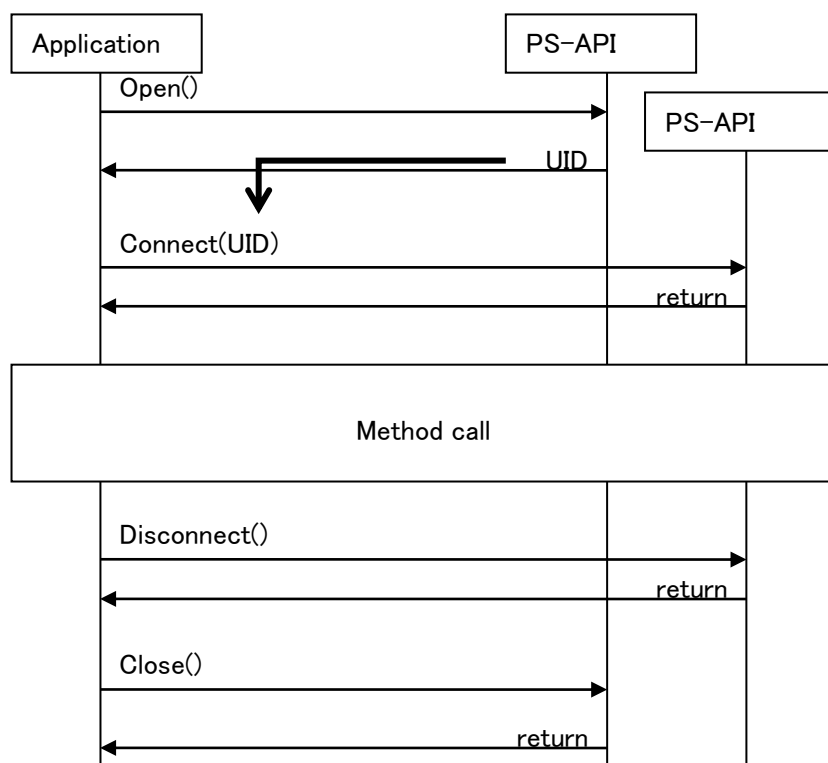 Application
PS-API
Open()
PS-API
UID
Connect(UID)
return
Method call
Disconnect()
return
Close()
return